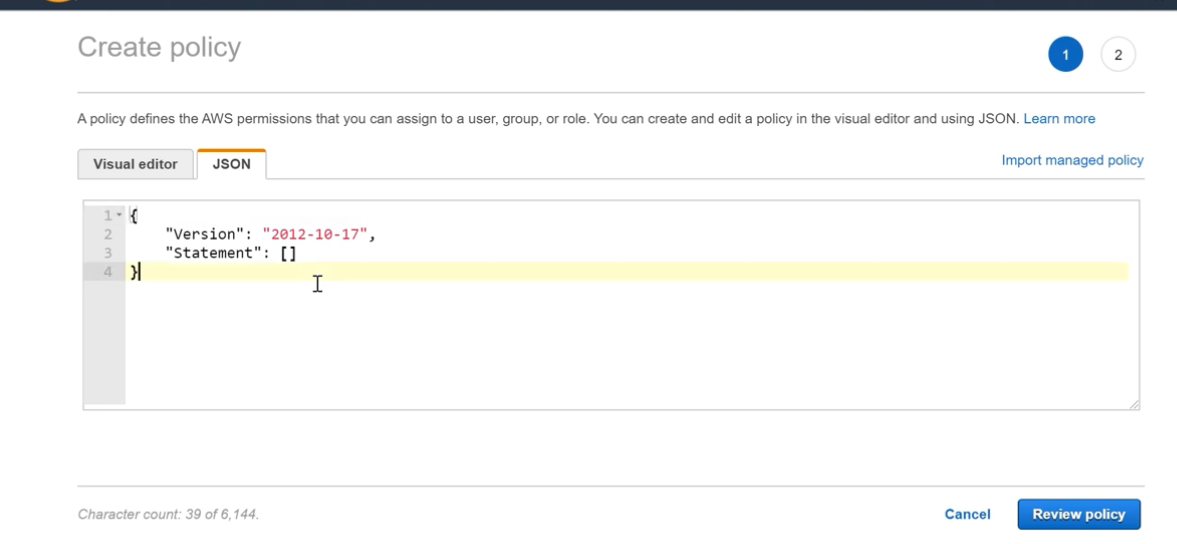 Create policy
1 2
A policy defines the AWS permissions that you can assign to a user, group, or role. You can create and edit a policy in the visual editor and using JSON. Learn more
Visual editor JSON Import managed policy
1 {
2 "Version": "2012-10-17",
3 "Statement": []
4 }
Character count: 39 of 6,144. Cancel Review policy